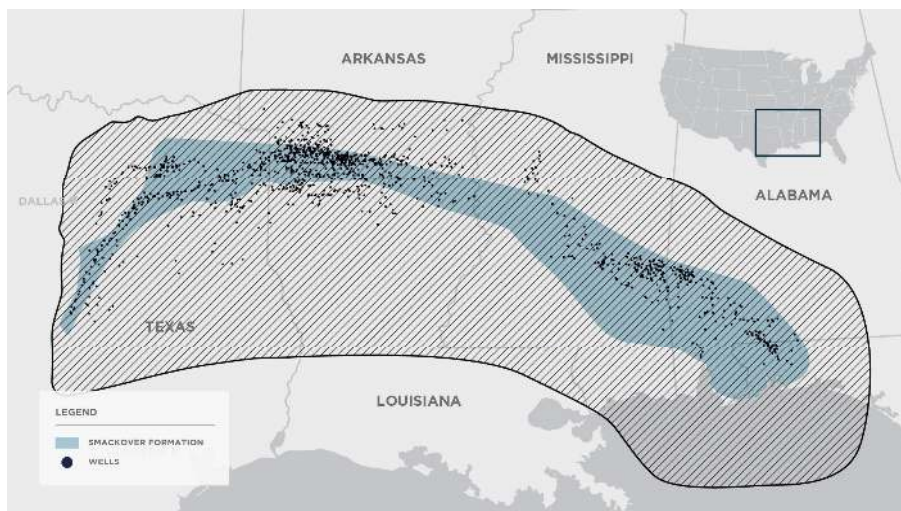 ARKANSAS
MISSISSIPPI
DALLAS
ALABAMA
TEXAS
LOUISIANA
LEGEND
SMACKOVER FORMATION
WELLS